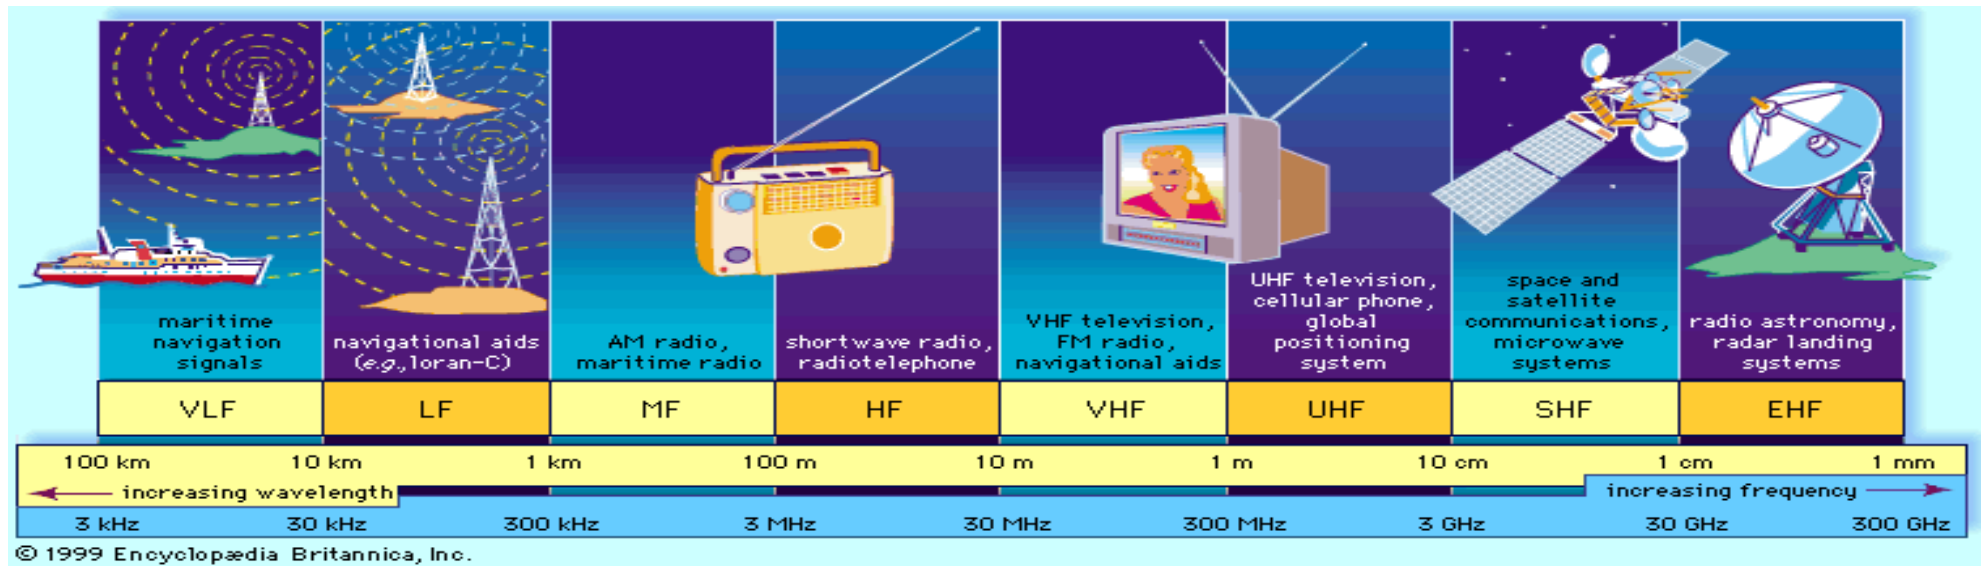 maritime
navigation
signals
navigational aids
(e.g., loran-C)
AM radio,
maritime radio
shortwave radio,
radiotelephone
VHF television,
FM radio,
navigational aids
UHF television,
cellular phone,
global
positioning
system
space and
satellite
communications,
microwave
systems
radio astronomy,
radar landing
systems
VLF LF MF HF VHF UHF SHF EHF
100 km 10 km 1 km 100 m 10 m 1 m 10 cm 1 cm 1 mm
increasing wavelength increasing frequency
3 kHz 30 kHz 300 kHz 3 MHz 30 MHz 300 MHz 3 GHz 30 GHz 300 GHz
© 1999 Encyclopædia Britannica, Inc.